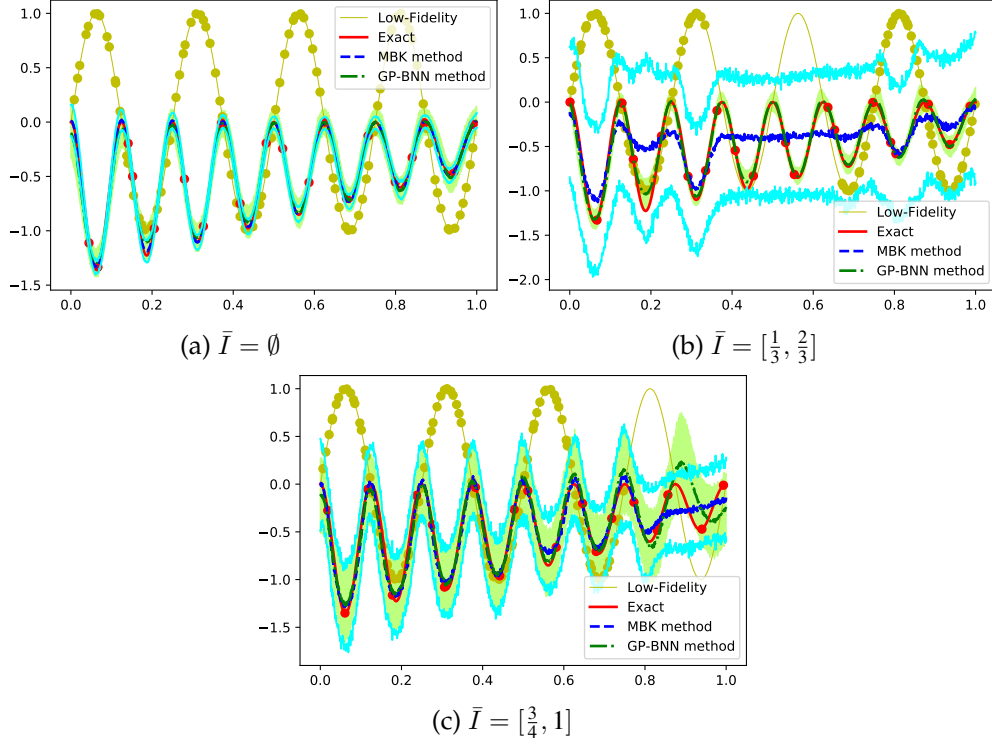 1.0
0.5
0.0
−0.5
−1.0
−1.5
0.0 0.2 0.4 0.6 0.8 1.0
Low-Fidelity
Exact
MBK method
GP-BNN method
(a) Ī = ∅
1.0
0.5
0.0
−0.5
−1.0
−1.5
−2.0
0.0 0.2 0.4 0.6 0.8 1.0
Low-Fidelity
Exact
MBK method
GP-BNN method
(b) Ī = [1/3, 2/3]
1.0
0.5
0.0
−0.5
−1.0
−1.5
0.0 0.2 0.4 0.6 0.8 1.0
Low-Fidelity
Exact
MBK method
GP-BNN method
(c) Ī = [3/4, 1]